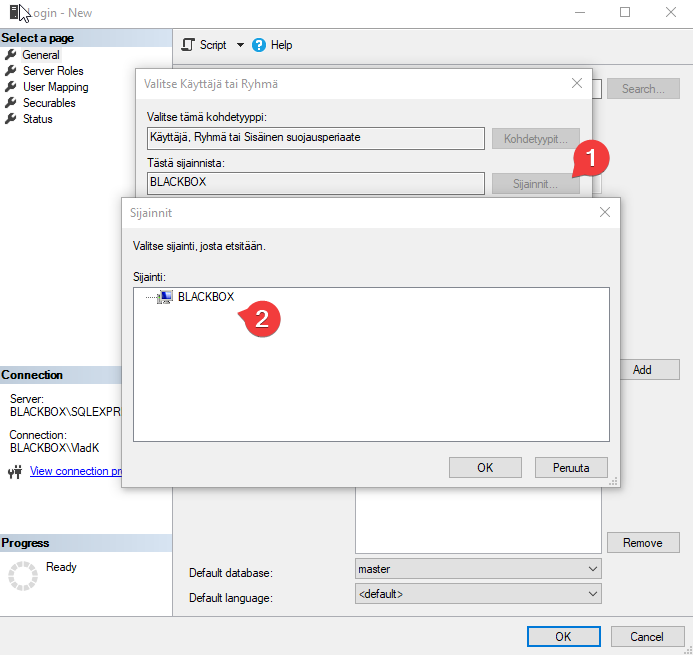 Login - New
Select a page
General
Server Roles
User Mapping
Securables
Status
Script
Help
Search...
Valitse Käyttäjä tai Ryhmä
Valitse tämä kohdetyyppi:
Käyttäjä, Ryhmä tai Sisäinen suojausperiaate
Kohdetyypit...
Tästä sijainnista:
BLACKBOX
Sijainnit...
1
Sijainnit
Valitse sijainti, josta etsitään.
Sijainti:
BLACKBOX
2
OK
Peruuta
Connection
Server:
BLACKBOX\SQLEXPR
Connection:
BLACKBOX\VladK
View connection pr
Add
Progress
Ready
Remove
Default database:
master
Default language:
<default>
OK
Cancel